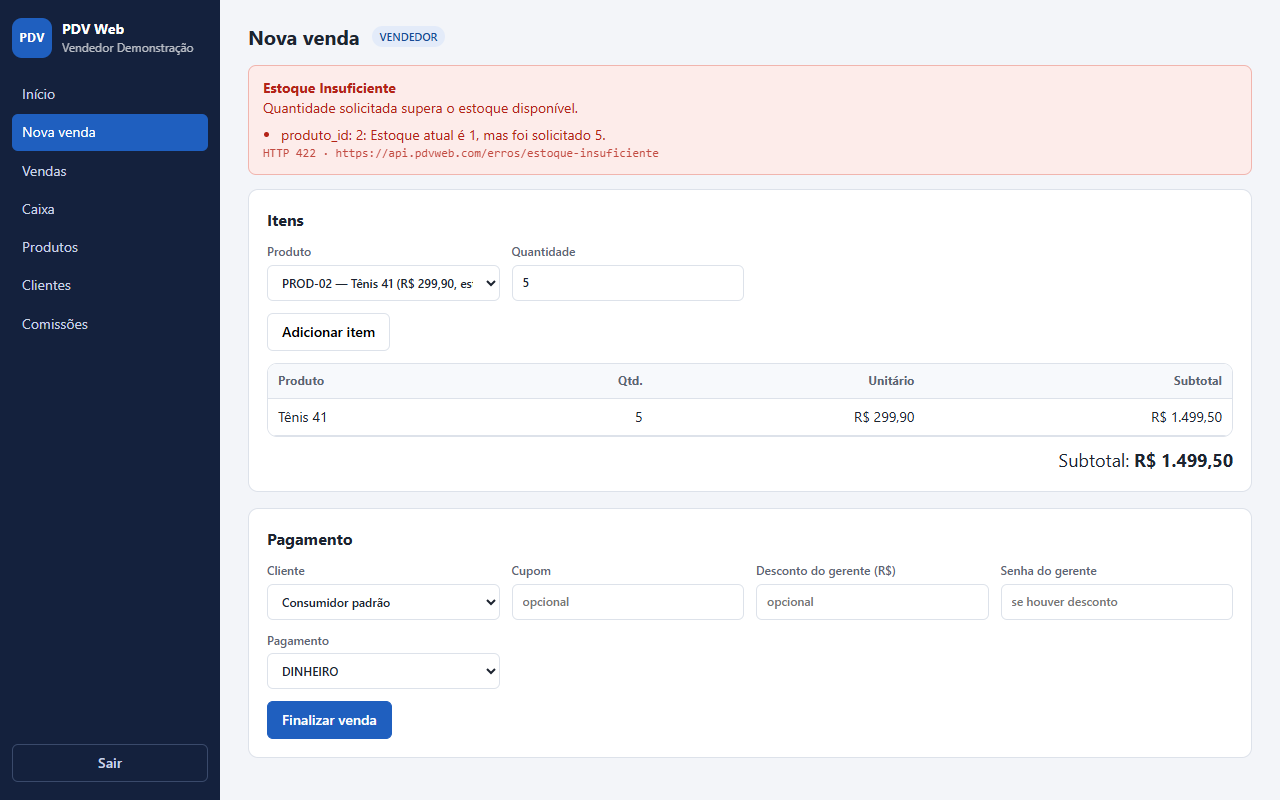 PDV
PDV Web
Vendedor Demonstração
Início
Nova venda
Vendas
Caixa
Produtos
Clientes
Comissões
Sair
Nova venda VENDEDOR
Estoque Insuficiente
Quantidade solicitada supera o estoque disponível.
• produto_id: 2: Estoque atual é 1, mas foi solicitado 5.
HTTP 422 · https://api.pdvweb.com/erros/estoque-insuficiente
Itens
Produto Quantidade
PROD-02 — Tênis 41 (R$ 299,90, es 5
Adicionar item
Produto Qtd. Unitário Subtotal
Tênis 41 5 R$ 299,90 R$ 1.499,50
Subtotal: R$ 1.499,50
Pagamento
Cliente Cupom Desconto do gerente (R$) Senha do gerente
Consumidor padrão opcional opcional se houver desconto
Pagamento
DINHEIRO
Finalizar venda